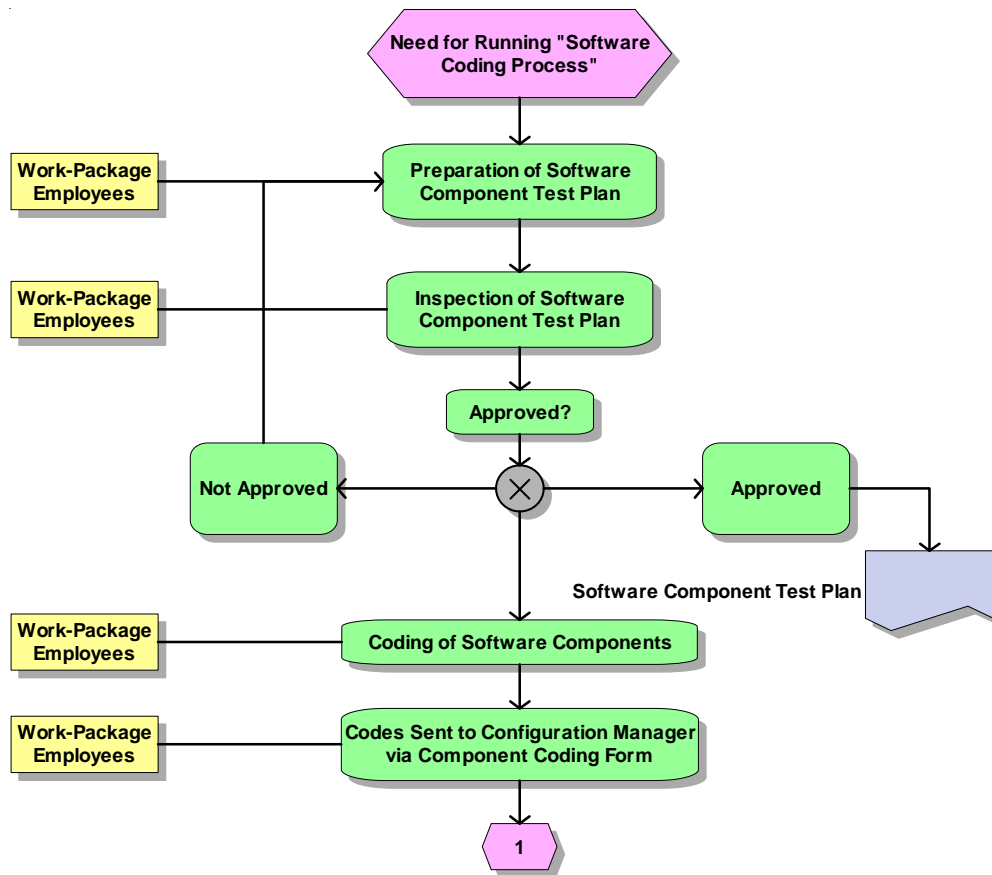 Need for Running "Software
Coding Process"
Work-Package
Employees
Preparation of Software
Component Test Plan
Work-Package
Employees
Inspection of Software
Component Test Plan
Approved?
Not Approved
Approved
Software Component Test Plan
Work-Package
Employees
Coding of Software Components
Work-Package
Employees
Codes Sent to Configuration Manager
via Component Coding Form
1